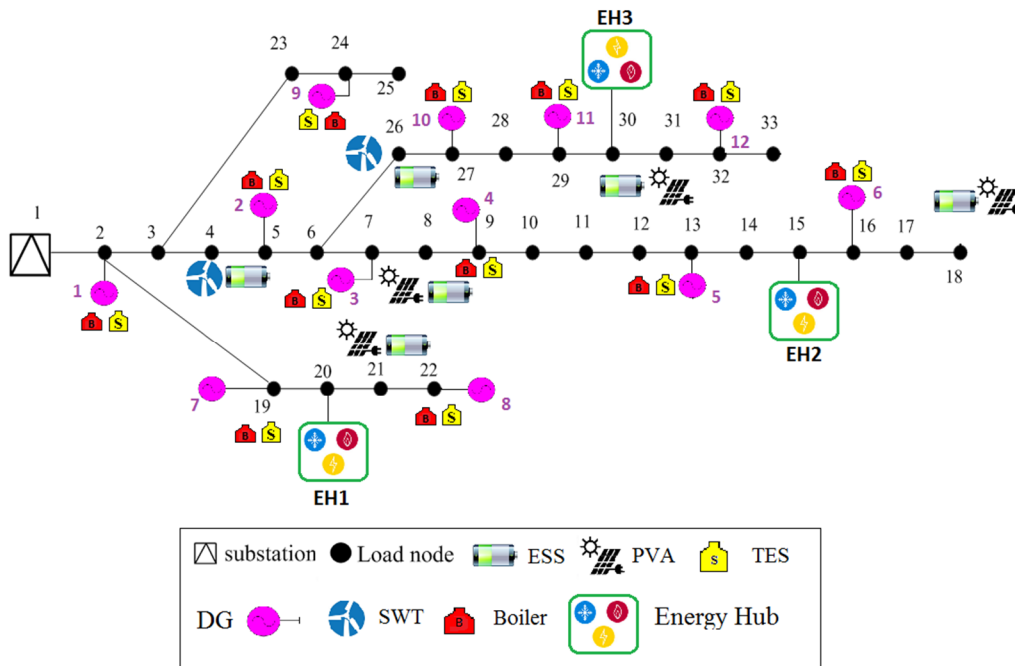 EH3
23 24
9 25
B S
B S
B S
S B
10 11 12
26 28 30 31 33
27 29 32
B S
2 4
B S
6
1
2 3 4 5 6 7 8 9 10 11 12 13 14 15 16 17
18
1
3
B S
B S
B S
5
B S
EH2
7 19 20 21 22 8
B S
B S
EH1
substation Load node ESS PVA S TES
DG SWT B Boiler Energy Hub